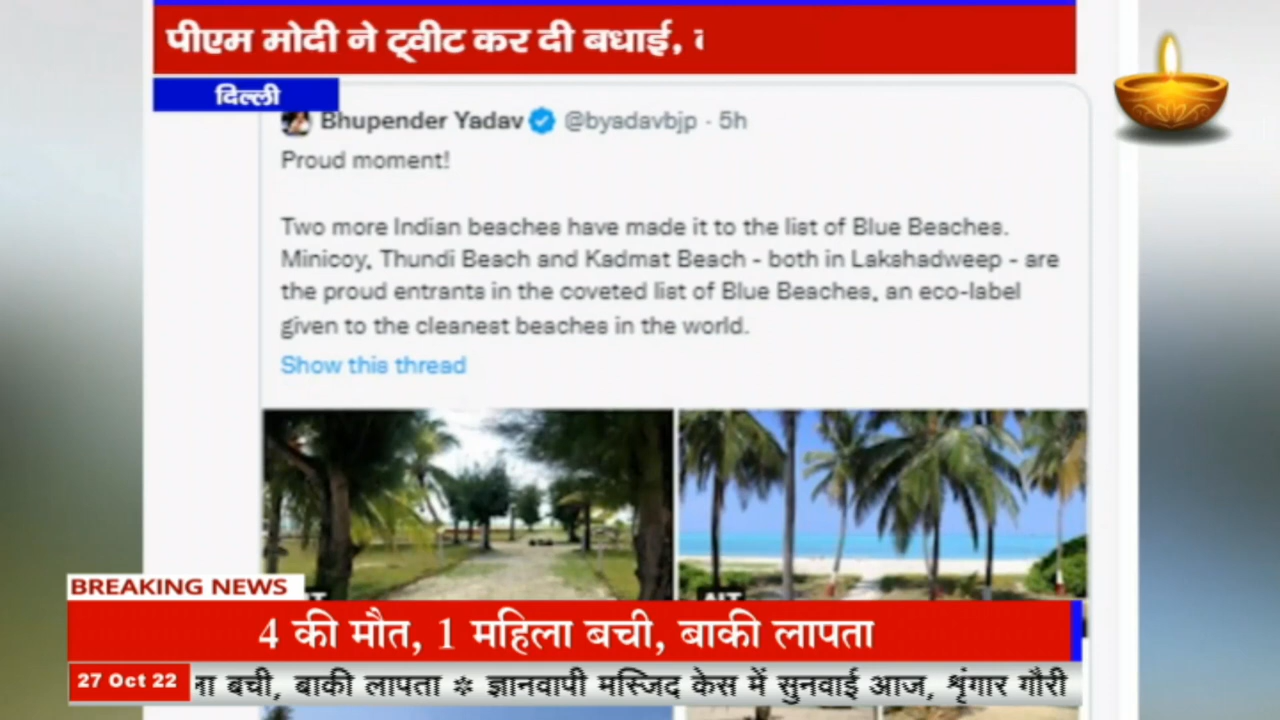 पीएम मोदी ने ट्वीट कर दी बधाई,
दिल्ली
Bhupender Yadav @byadavbjp · 5h
Proud moment!
Two more Indian beaches have made it to the list of Blue Beaches.
Minicoy, Thundi Beach and Kadmat Beach - both in Lakshadweep - are
the proud entrants in the coveted list of Blue Beaches, an eco-label
given to the cleanest beaches in the world.
Show this thread
BREAKING NEWS
4 की मौत, 1 महिला बची, बाकी लापता
27 Oct 22
बची, बाकी लापता ❉ ज्ञानवापी मस्जिद केस में सुनवाई आज, शृंगार गौरी